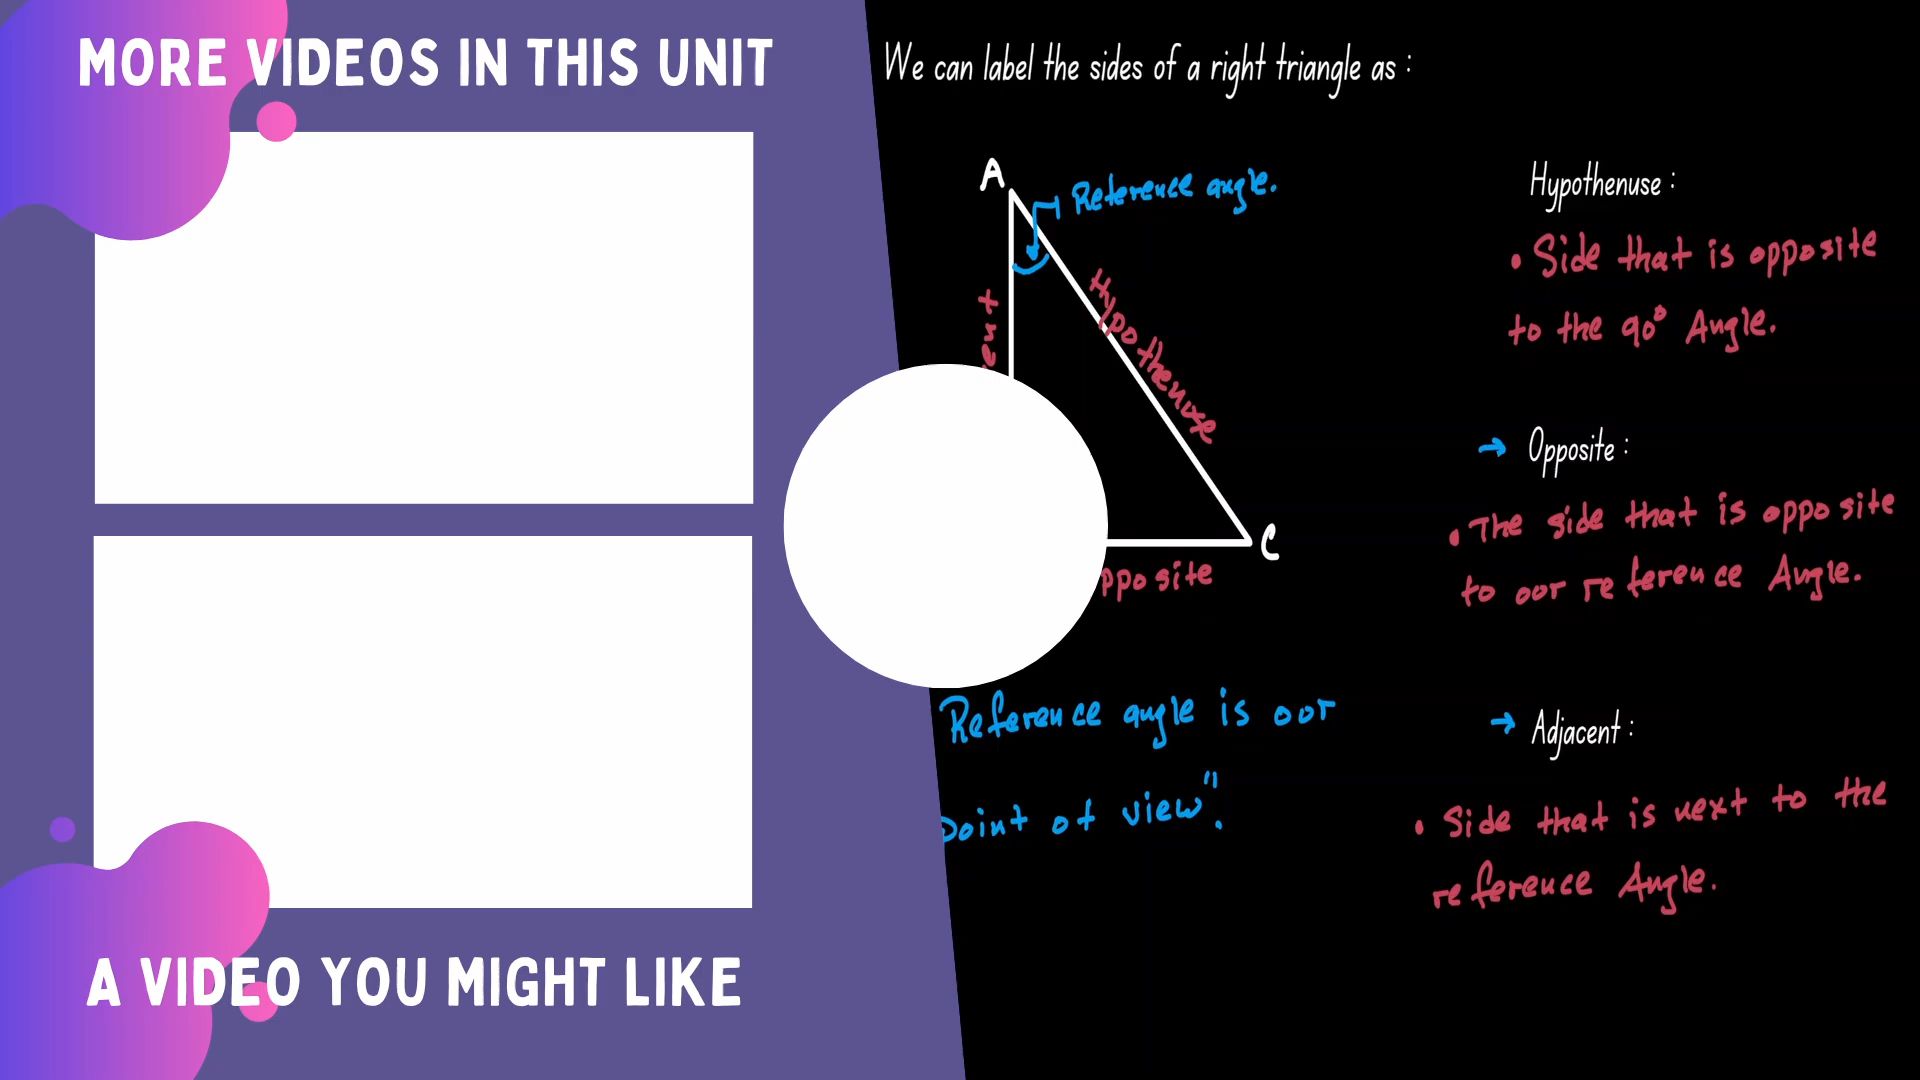 MORE VIDEOS IN THIS UNIT
A VIDEO YOU MIGHT LIKE
We can label the sides of a right triangle as :
A
Reference angle.
Hypothenuse
C
Reference angle is our
point of view".
Hypothenuse :
• Side that is opposite
to the 90° Angle.
→ Opposite :
• The side that is opposite
to our reference Angle.
→ Adjacent :
• Side that is next to the
reference Angle.